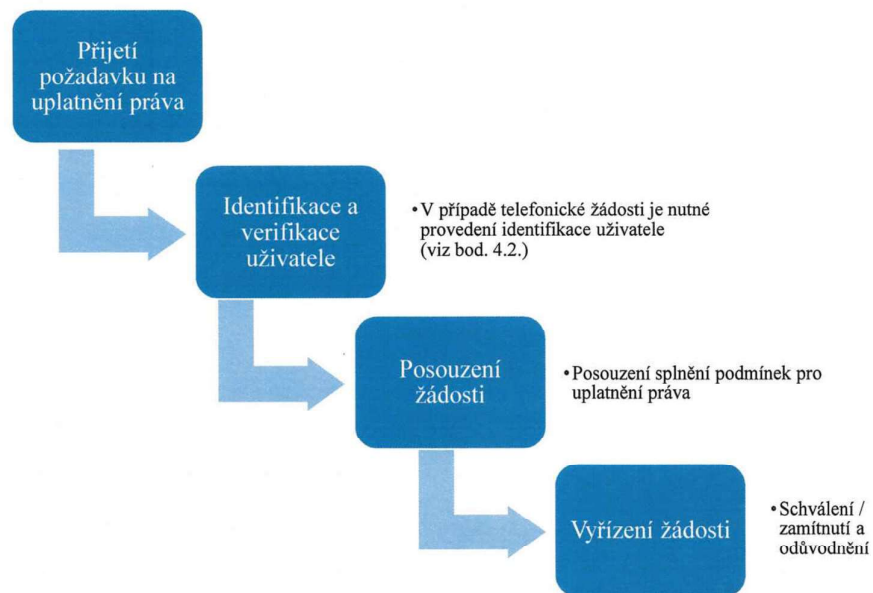 Přijetí
požadavku na
uplatnění práva
Identifikace a
verifikace
uživatele
• V případě telefonické žádosti je nutné
provedení identifikace uživatele
(viz bod. 4.2.)
Posouzení
žádosti
• Posouzení splnění podmínek pro
uplatnění práva
Vyřízení žádosti
• Schválení /
zamítnutí a
odůvodnění